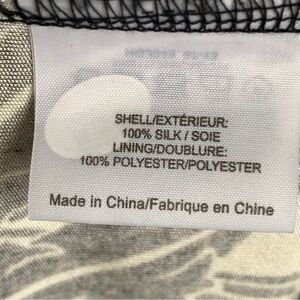 SHELL/EXTÉRIEUR:
100% SILK / SOIE
LINING/DOUBLURE:
100% POLYESTER/POLYESTER
Made in China/Fabrique en Chine